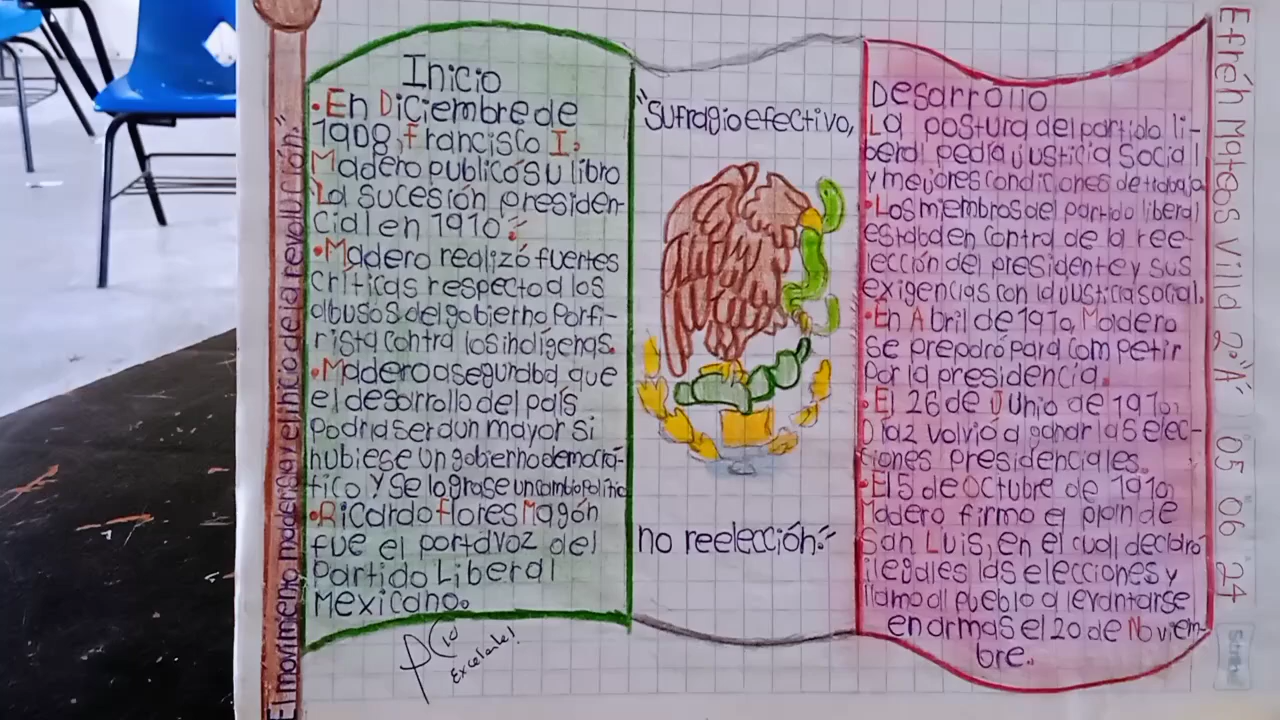 "El movimiento maderista y el inicio de la revolución."
Inicio
•En Diciembre de
1908, Francisco I.
Madero publicó su libro
"La sucesión presiden-
cial en 1910".
•Madero realizó fuertes
críticas respecto a los
abusos del gobierno Porfi-
rista contra los indígenas.
•Madero aseguraba que
el desarrollo del país
podría ser aun mayor si
hubiese un gobierno democrá-
tico y se lograse un cambio político
•Ricardo Flores Magón
fue el portavoz del
Partido Liberal
Mexicano.
Excelente!
"Sufragio efectivo,
no reelección."
Desarrollo
La postura del partido li-
beral pedía justicia social
y mejores condiciones de trabajo
•Los miembros del partido liberal
estaba en contra de la ree-
lección del presidente y sus
exigencias con la justicia social.
•En Abril de 1910, Madero
se preparó para competir
por la presidencia.
•El 26 de Junio de 1910,
Díaz volvió a ganar las elec-
ciones presidenciales.
•El 5 de Octubre de 1910
Madero firmo el plan de
San Luis, en el cual declaró
ilegales las elecciones y
llamo al pueblo a levantarse
en armas el 20 de Noviem-
bre.
Efrén Matos Villa 2°"A" 05 06 24